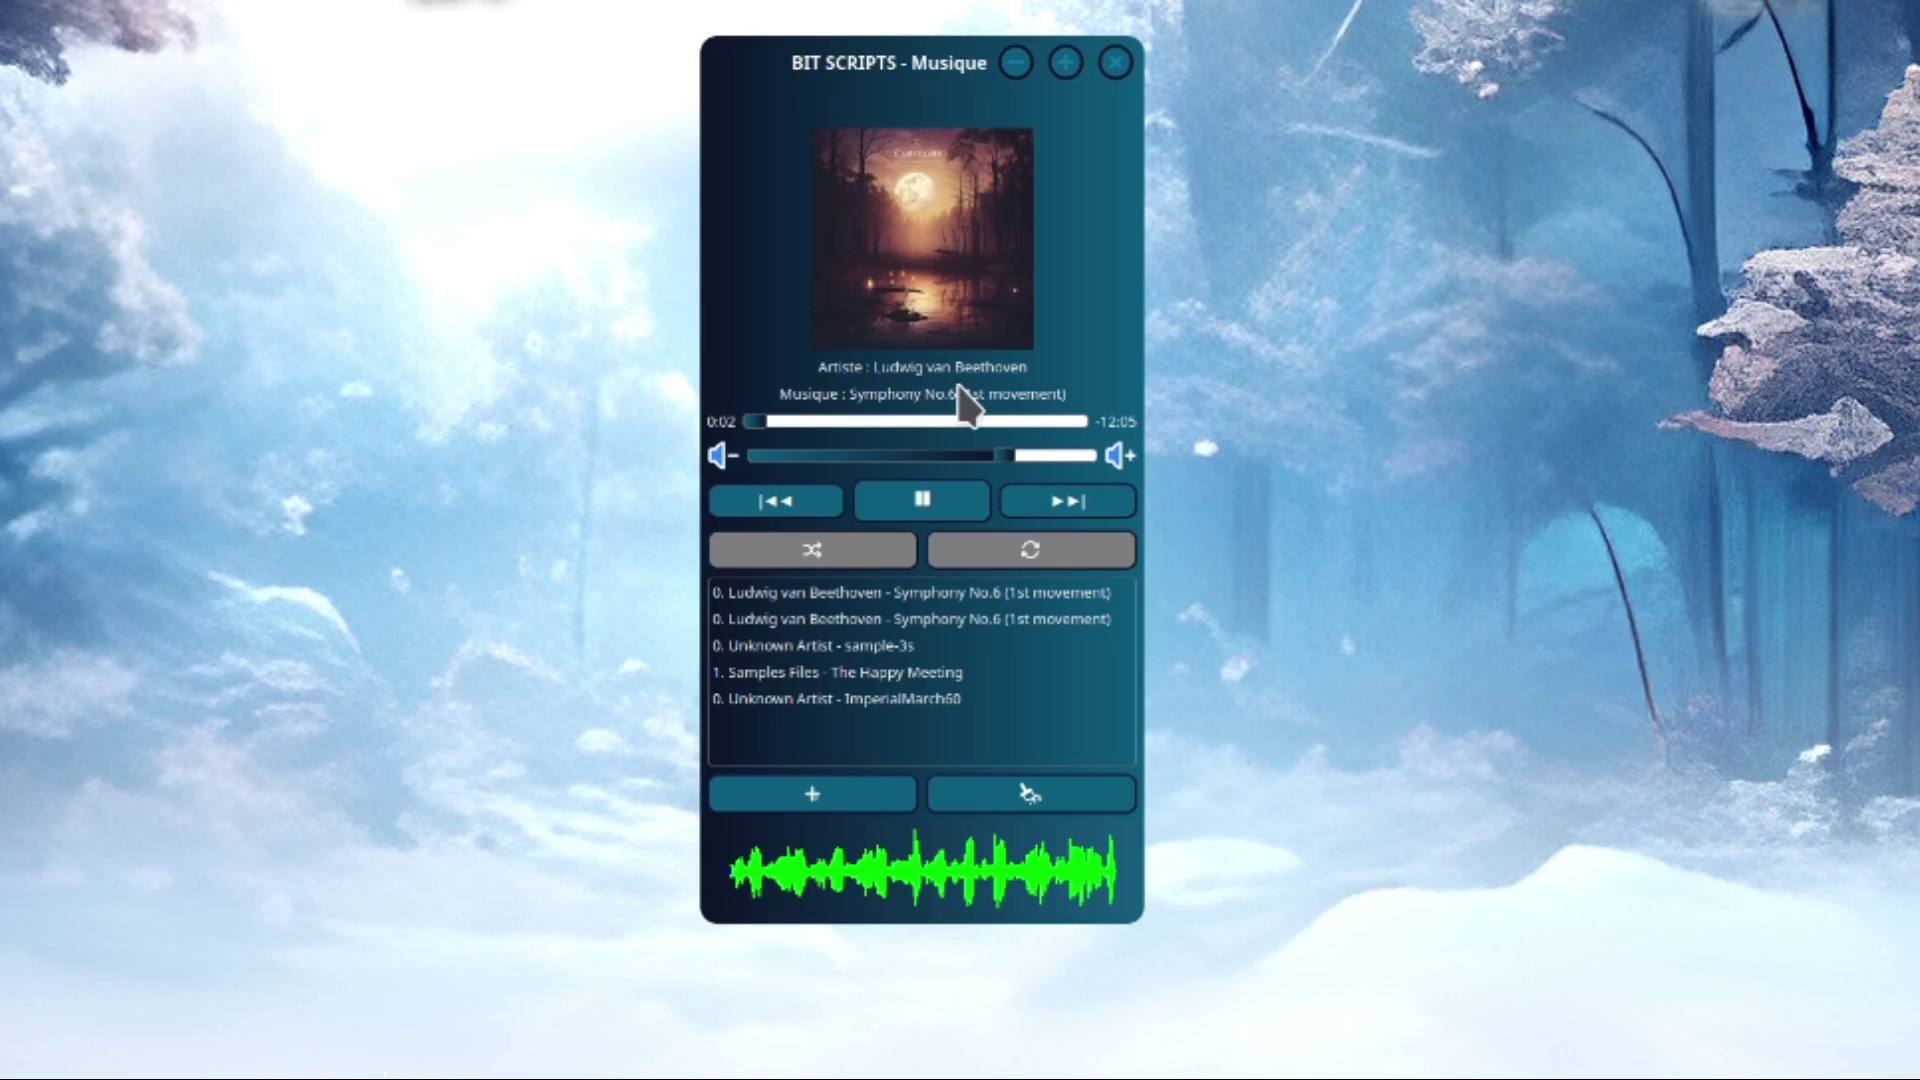 BIT SCRIPTS - Musique
Artiste : Ludwig van Beethoven
Musique : Symphony No.6 (1st movement)
0:02
-12:05
0. Ludwig van Beethoven - Symphony No.6 (1st movement)
0. Ludwig van Beethoven - Symphony No.6 (1st movement)
0. Unknown Artist - sample-3s
1. Samples Files - The Happy Meeting
0. Unknown Artist - ImperialMarch60